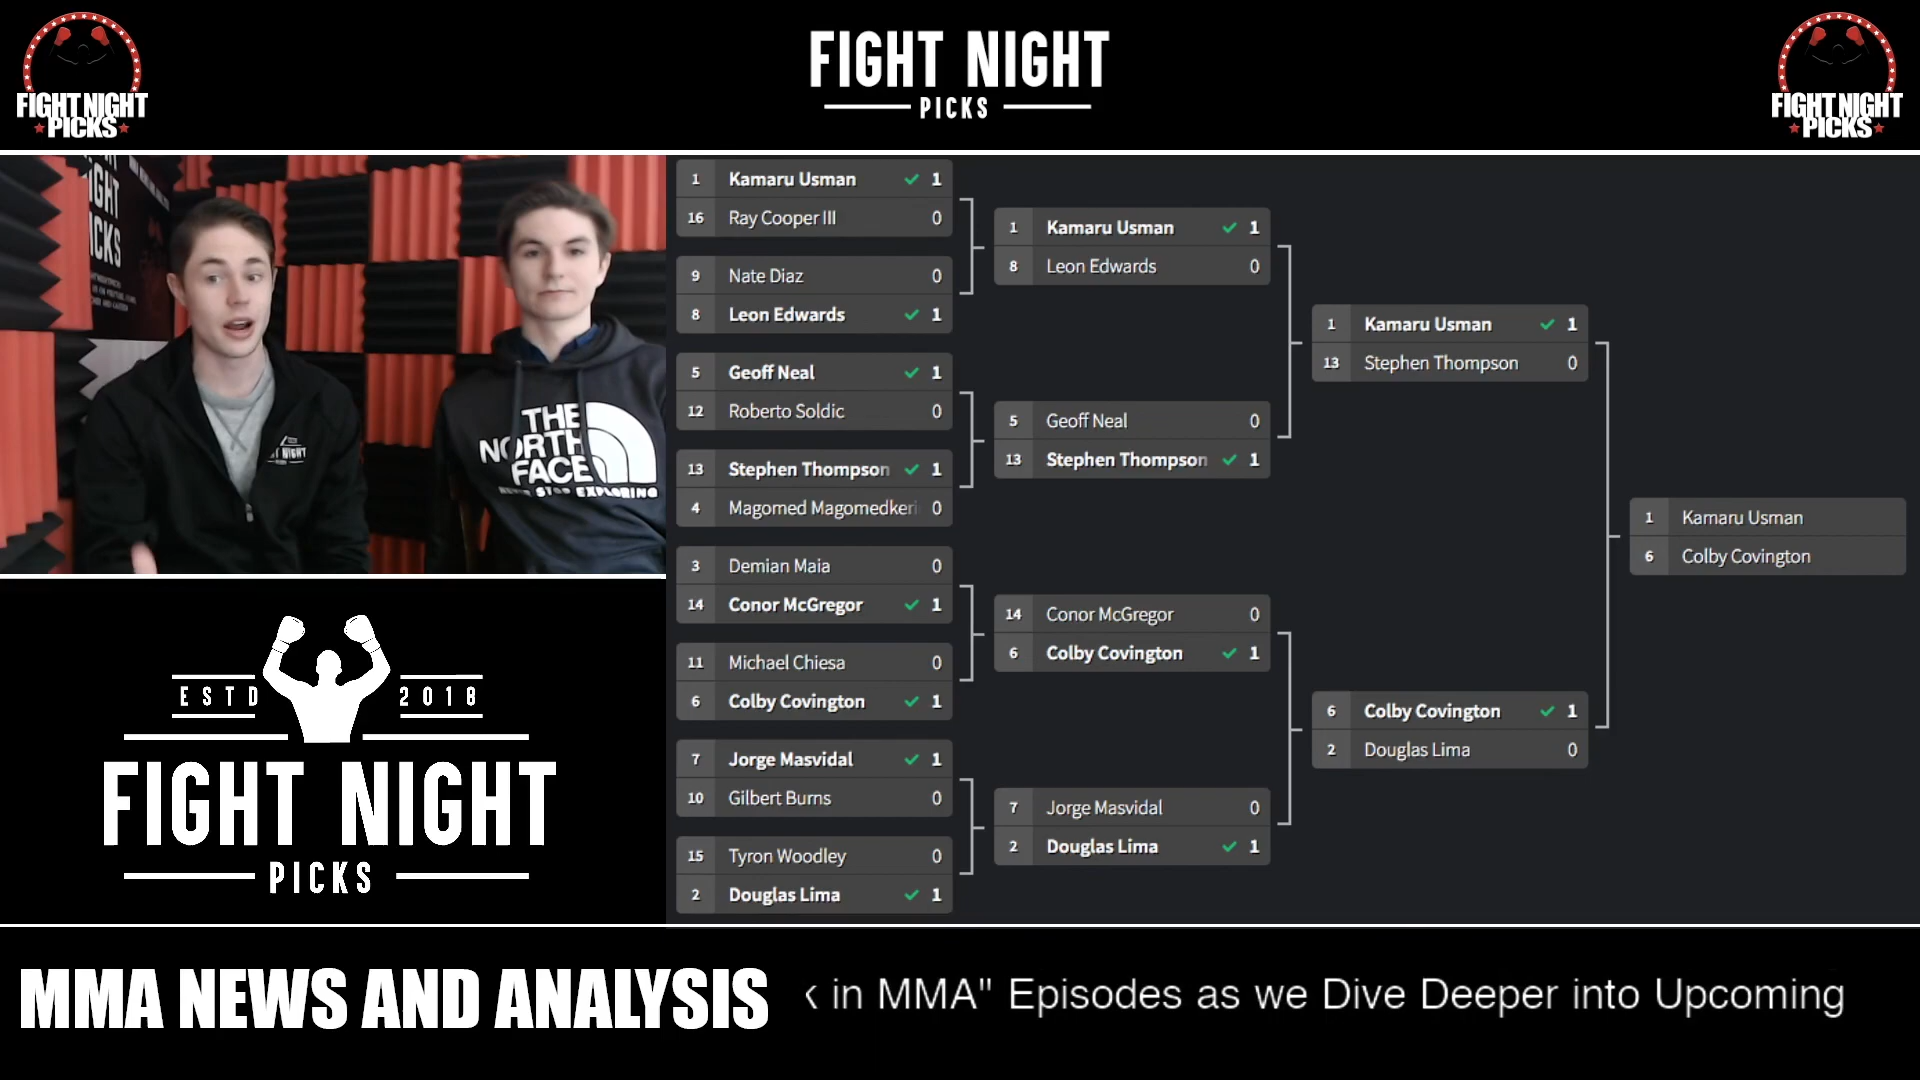 FIGHT NIGHT
PICKS
FIGHT NIGHT
PICKS
FIGHT NIGHT
PICKS
IGHT
ICKS
THE
NORTH
FACE
NEVER STOP EXPLORING
1 Kamaru Usman ✓ 1
16 Ray Cooper III 0
9 Nate Diaz 0
8 Leon Edwards ✓ 1
5 Geoff Neal ✓ 1
12 Roberto Soldic 0
13 Stephen Thompson ✓ 1
4 Magomed Magomedkeri 0
3 Demian Maia 0
14 Conor McGregor ✓ 1
11 Michael Chiesa 0
6 Colby Covington ✓ 1
7 Jorge Masvidal ✓ 1
10 Gilbert Burns 0
15 Tyron Woodley 0
2 Douglas Lima ✓ 1
1 Kamaru Usman ✓ 1
8 Leon Edwards 0
5 Geoff Neal 0
13 Stephen Thompson ✓ 1
14 Conor McGregor 0
6 Colby Covington ✓ 1
7 Jorge Masvidal 0
2 Douglas Lima ✓ 1
1 Kamaru Usman ✓ 1
13 Stephen Thompson 0
6 Colby Covington ✓ 1
2 Douglas Lima 0
1 Kamaru Usman
6 Colby Covington
ESTD 2018
FIGHT NIGHT
PICKS
MMA NEWS AND ANALYSIS
in MMA" Episodes as we Dive Deeper into Upcoming